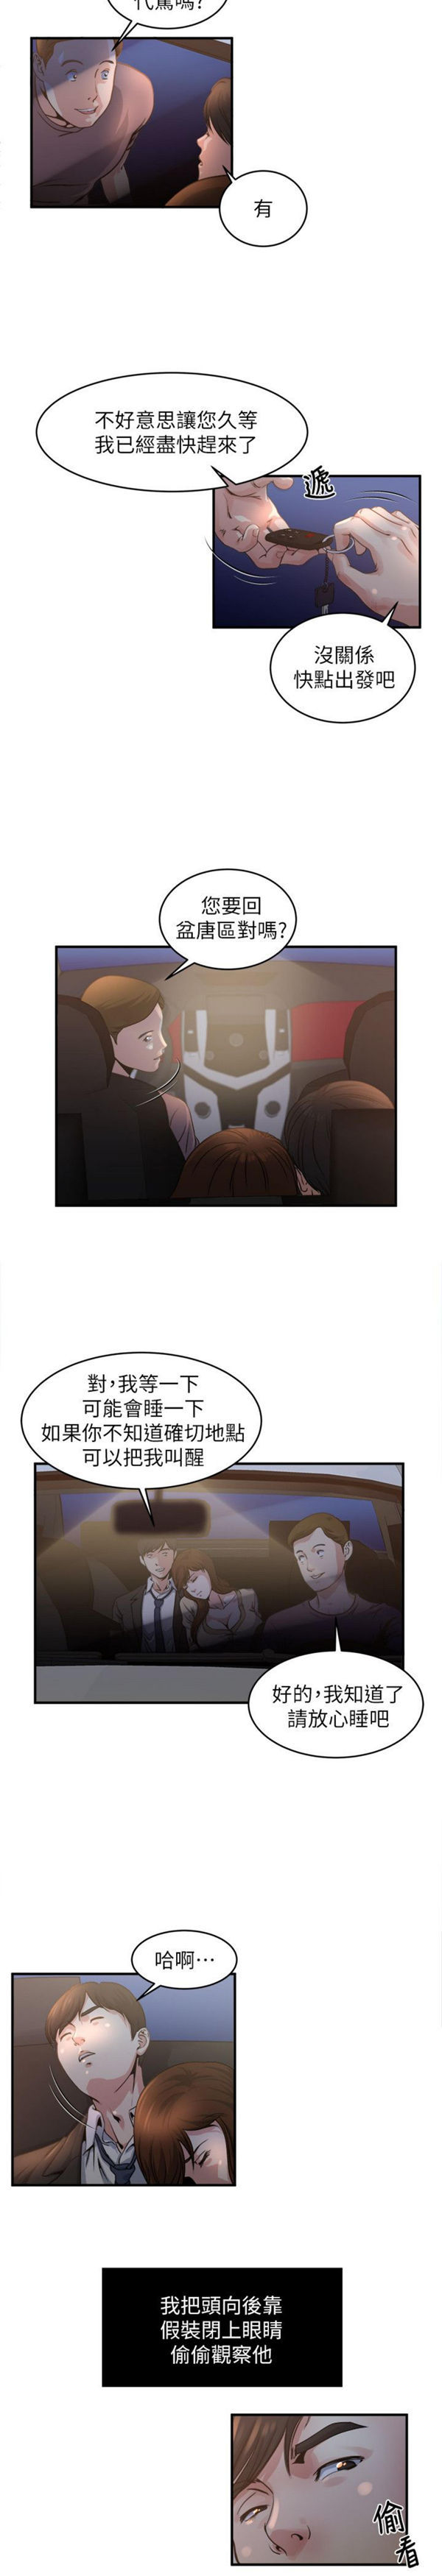 代駕嗎?
有
不好意思讓您久等
我已經盡快趕來了
遞
沒關係
快點出發吧
您要回
盆唐區對嗎?
對,我等一下
可能會睡一下
如果你不知道確切地點
可以把我叫醒
好的,我知道了
請放心睡吧
哈啊⋯
我把頭向後靠
假裝閉上眼睛
偷偷觀察他
偷
看